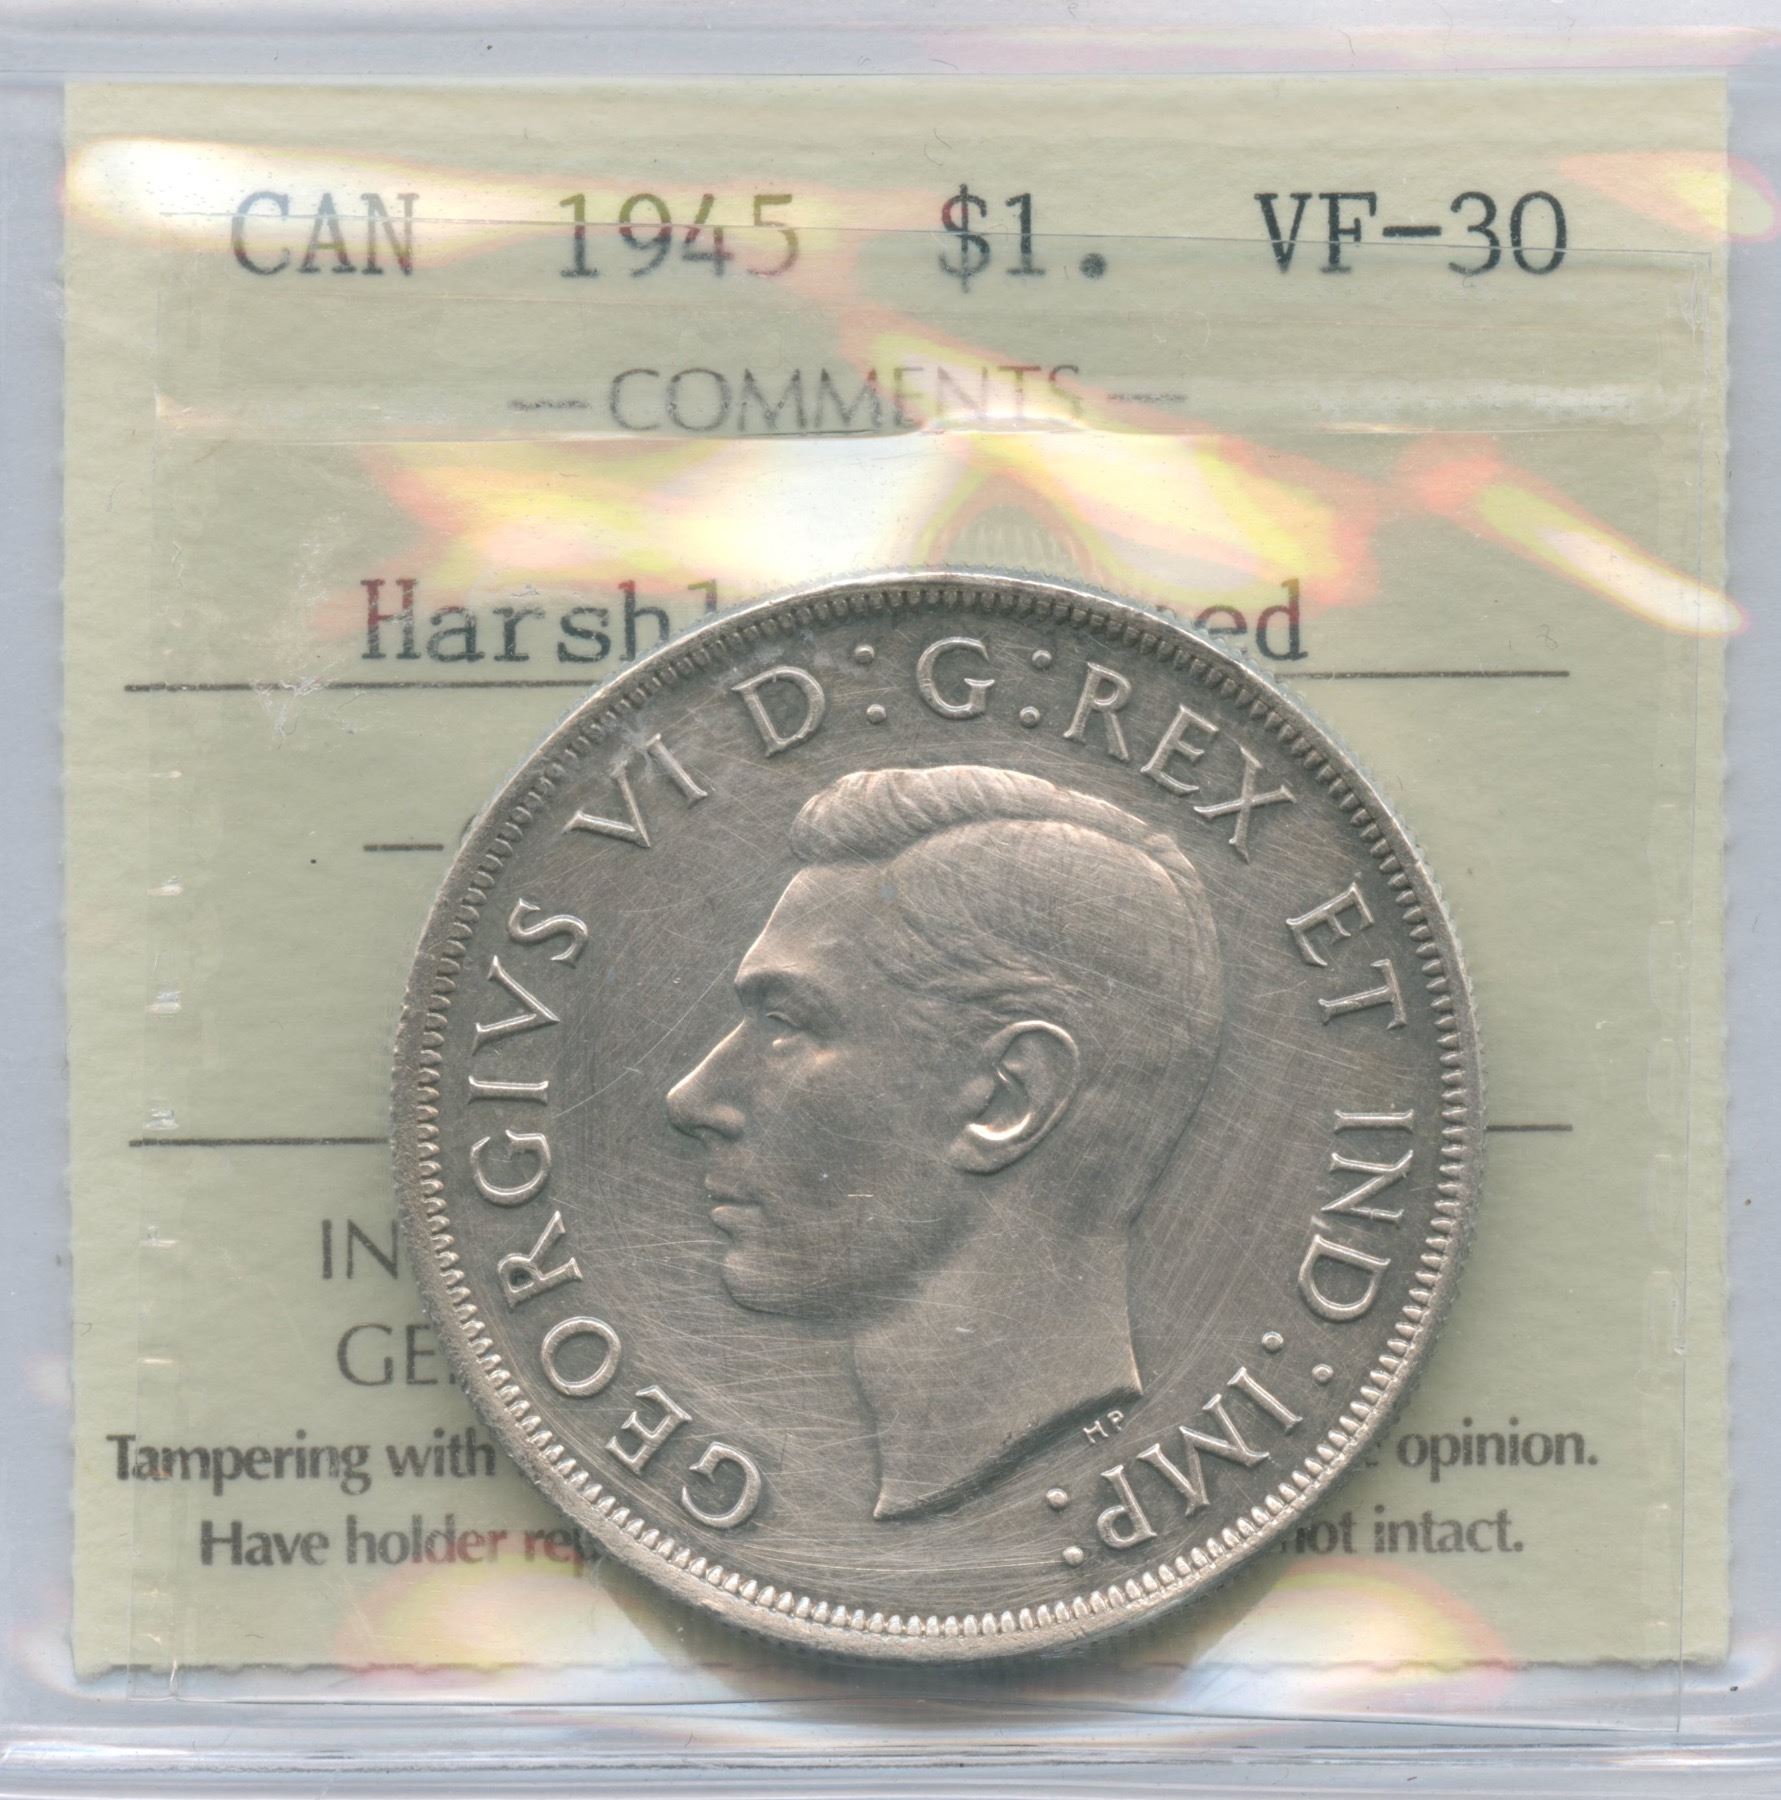 CAN 1945 $1. VF-30
— COMMENTS —
Harshl ned
IN
GE
Tampering with opinion.
Have holder rep not intact.
GEORGIVS VI D:G:REX ET IND:IMP:
HP